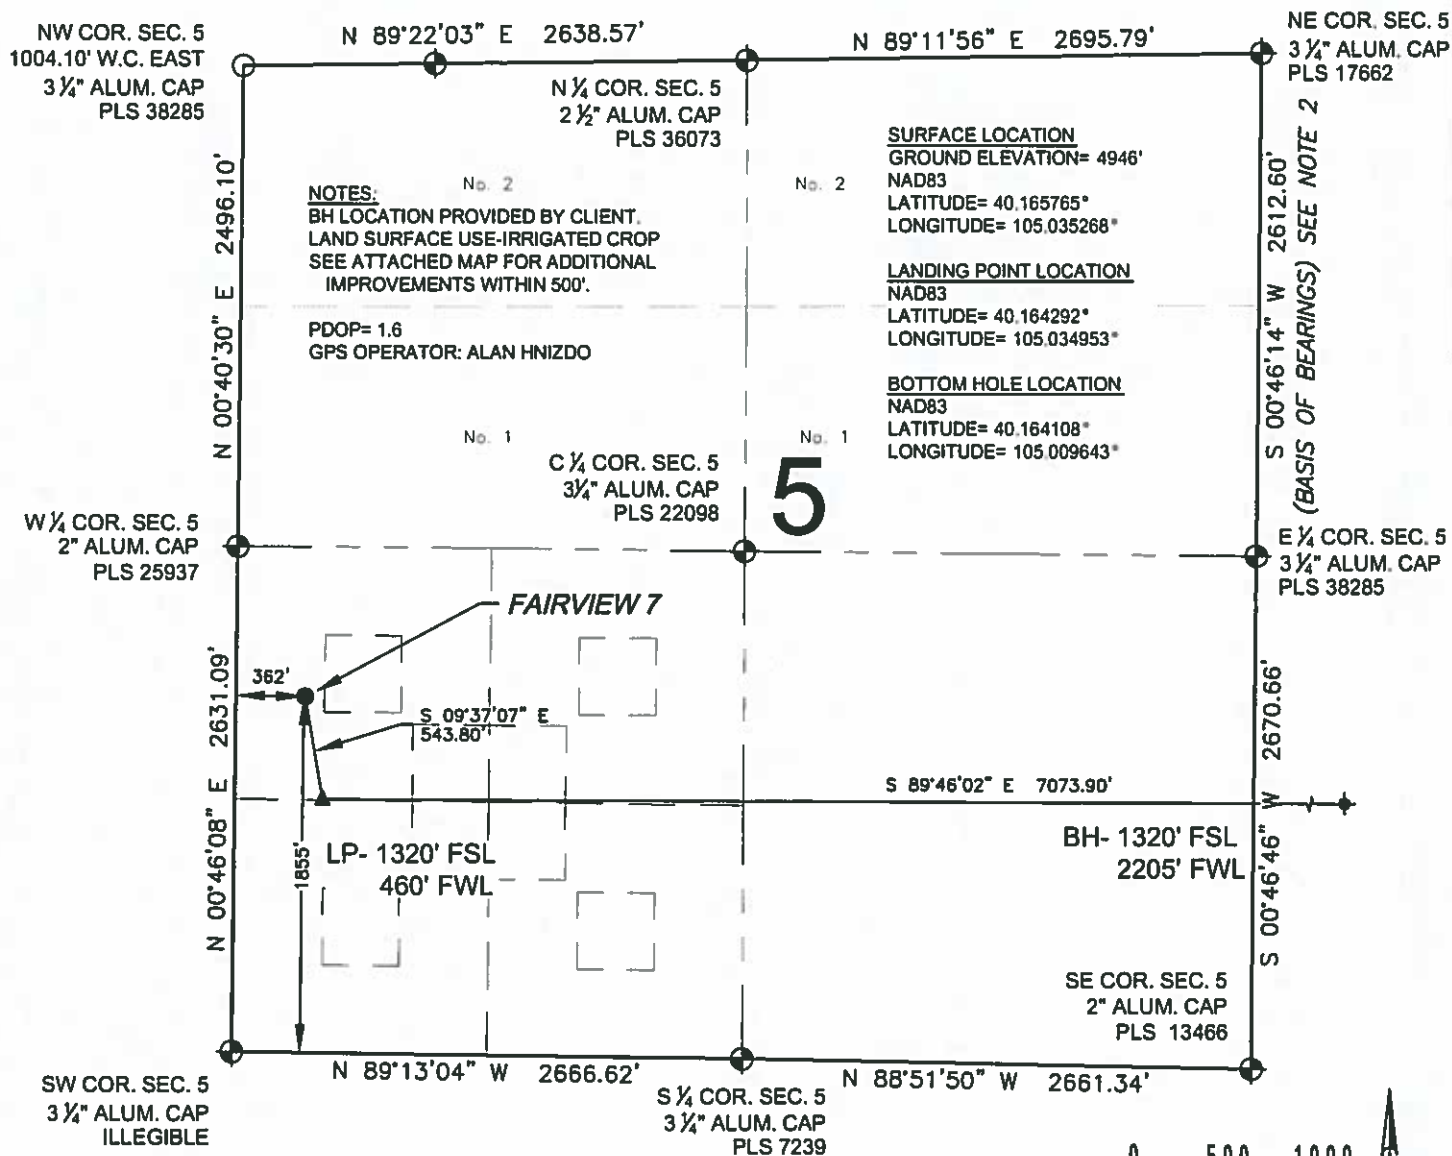 NW COR. SEC. 5
1004.10' W.C. EAST
3 ¼" ALUM. CAP
PLS 38285
N 89°22'03" E 2638.57'
N 89°11'56" E 2695.79'
NE COR. SEC. 5
3 ¼" ALUM. CAP
PLS 17662
N ¼ COR. SEC. 5
2 ½" ALUM. CAP
PLS 36073
SURFACE LOCATION
GROUND ELEVATION= 4946'
NAD83
LATITUDE= 40.165765°
LONGITUDE= 105.035268°
LANDING POINT LOCATION
NAD83
LATITUDE= 40.164292°
LONGITUDE= 105.034953°
BOTTOM HOLE LOCATION
NAD83
LATITUDE= 40.164108°
LONGITUDE= 105.009643°
No. 2
No. 2
NOTES:
BH LOCATION PROVIDED BY CLIENT.
LAND SURFACE USE-IRRIGATED CROP
SEE ATTACHED MAP FOR ADDITIONAL
IMPROVEMENTS WITHIN 500'.
PDOP= 1.6
GPS OPERATOR: ALAN HNIZDO
N 00°40'30" E 2496.10'
S 00°46'14" W 2612.60'
(BASIS OF BEARINGS) SEE NOTE 2
No. 1
No. 1
C ¼ COR. SEC. 5
3¼" ALUM. CAP
PLS 22098
5
W ¼ COR. SEC. 5
2" ALUM. CAP
PLS 25937
E ¼ COR. SEC. 5
3 ¼" ALUM. CAP
PLS 38285
FAIRVIEW 7
362'
S 09°37'07" E
543.80'
N 00°46'08" E 2631.09'
1855'
S 89°46'02" E 7073.90'
S 00°46'46" W 2670.66'
LP- 1320' FSL
460' FWL
BH- 1320' FSL
2205' FWL
SE COR. SEC. 5
2" ALUM. CAP
PLS 13466
SW COR. SEC. 5
3 ¼" ALUM. CAP
ILLEGIBLE
N 89°13'04" W 2666.62'
S ¼ COR. SEC. 5
3 ¼" ALUM. CAP
PLS 7239
N 88°51'50" W 2661.34'
0 500 1000